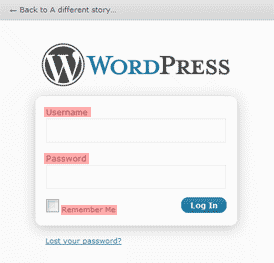 ← Back to A different story...
WORDPRESS
Username
Password
Remember Me
Log In
Lost your password?